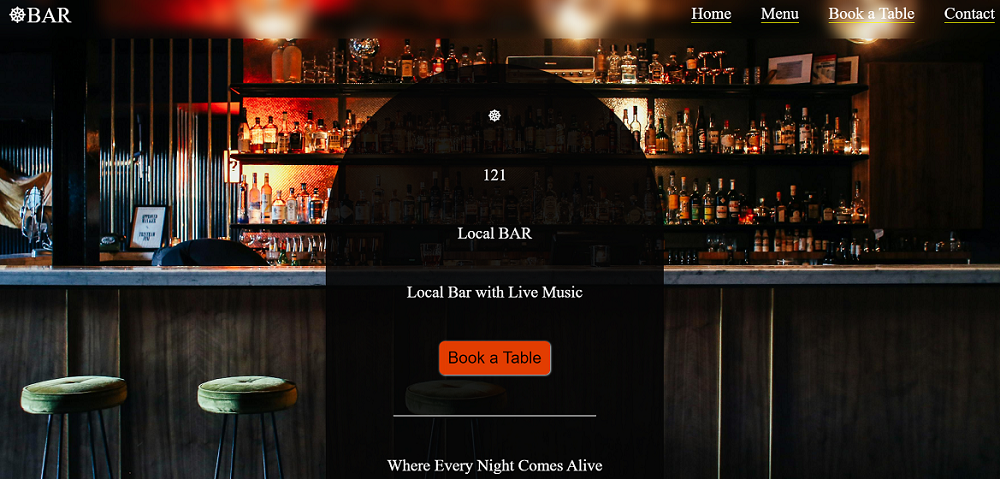 ☸BAR
Home Menu Book a Table Contact
☸
121
Local BAR
Local Bar with Live Music
Book a Table
Where Every Night Comes Alive